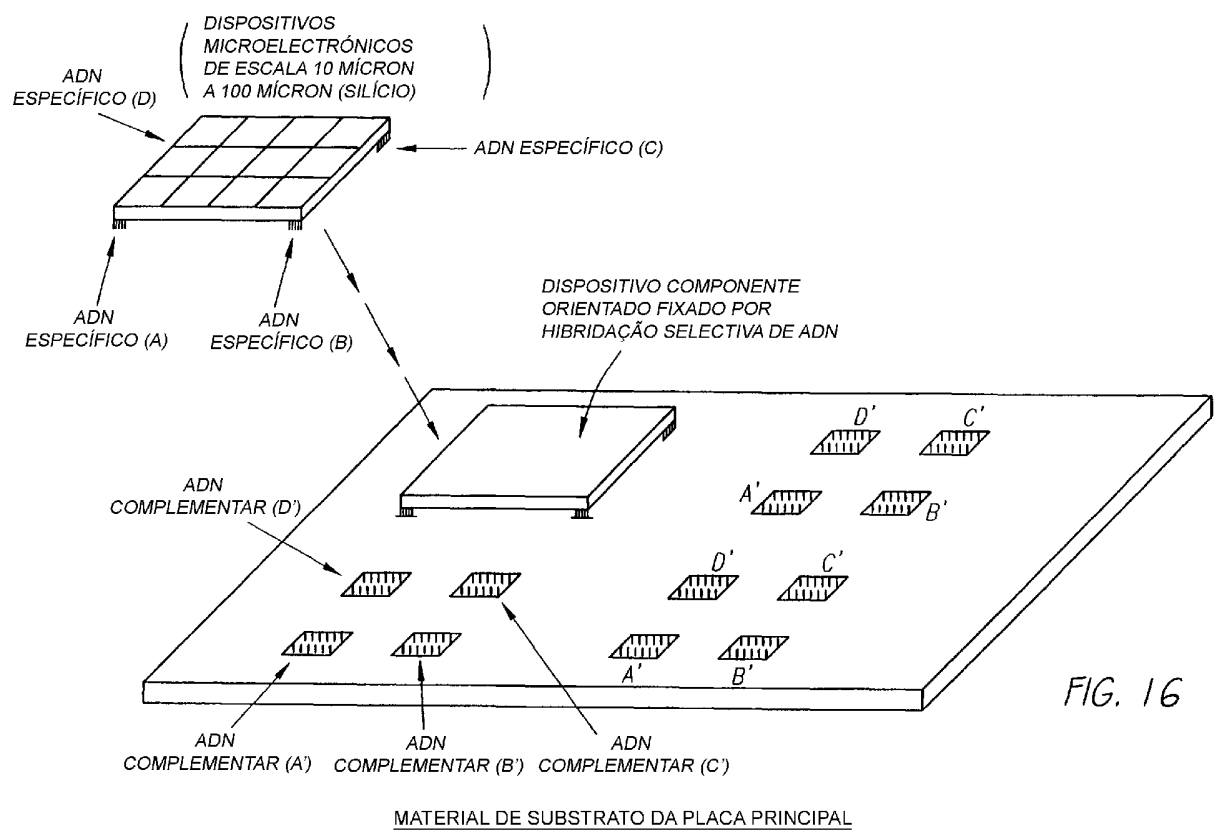 DISPOSITIVOS
MICROELECTRÓNICOS
DE ESCALA 10 MÍCRON
A 100 MÍCRON (SILÍCIO)
ADN
ESPECÍFICO (D)
ADN ESPECÍFICO (C)
ADN
ESPECÍFICO (A)
ADN
ESPECÍFICO (B)
DISPOSITIVO COMPONENTE
ORIENTADO FIXADO POR
HIBRIDAÇÃO SELECTIVA DE ADN
D' C'
A' B'
ADN
COMPLEMENTAR (D')
D' C'
A' B'
FIG. 16
ADN
COMPLEMENTAR (A')
ADN
COMPLEMENTAR (B')
ADN
COMPLEMENTAR (C')
MATERIAL DE SUBSTRATO DA PLACA PRINCIPAL